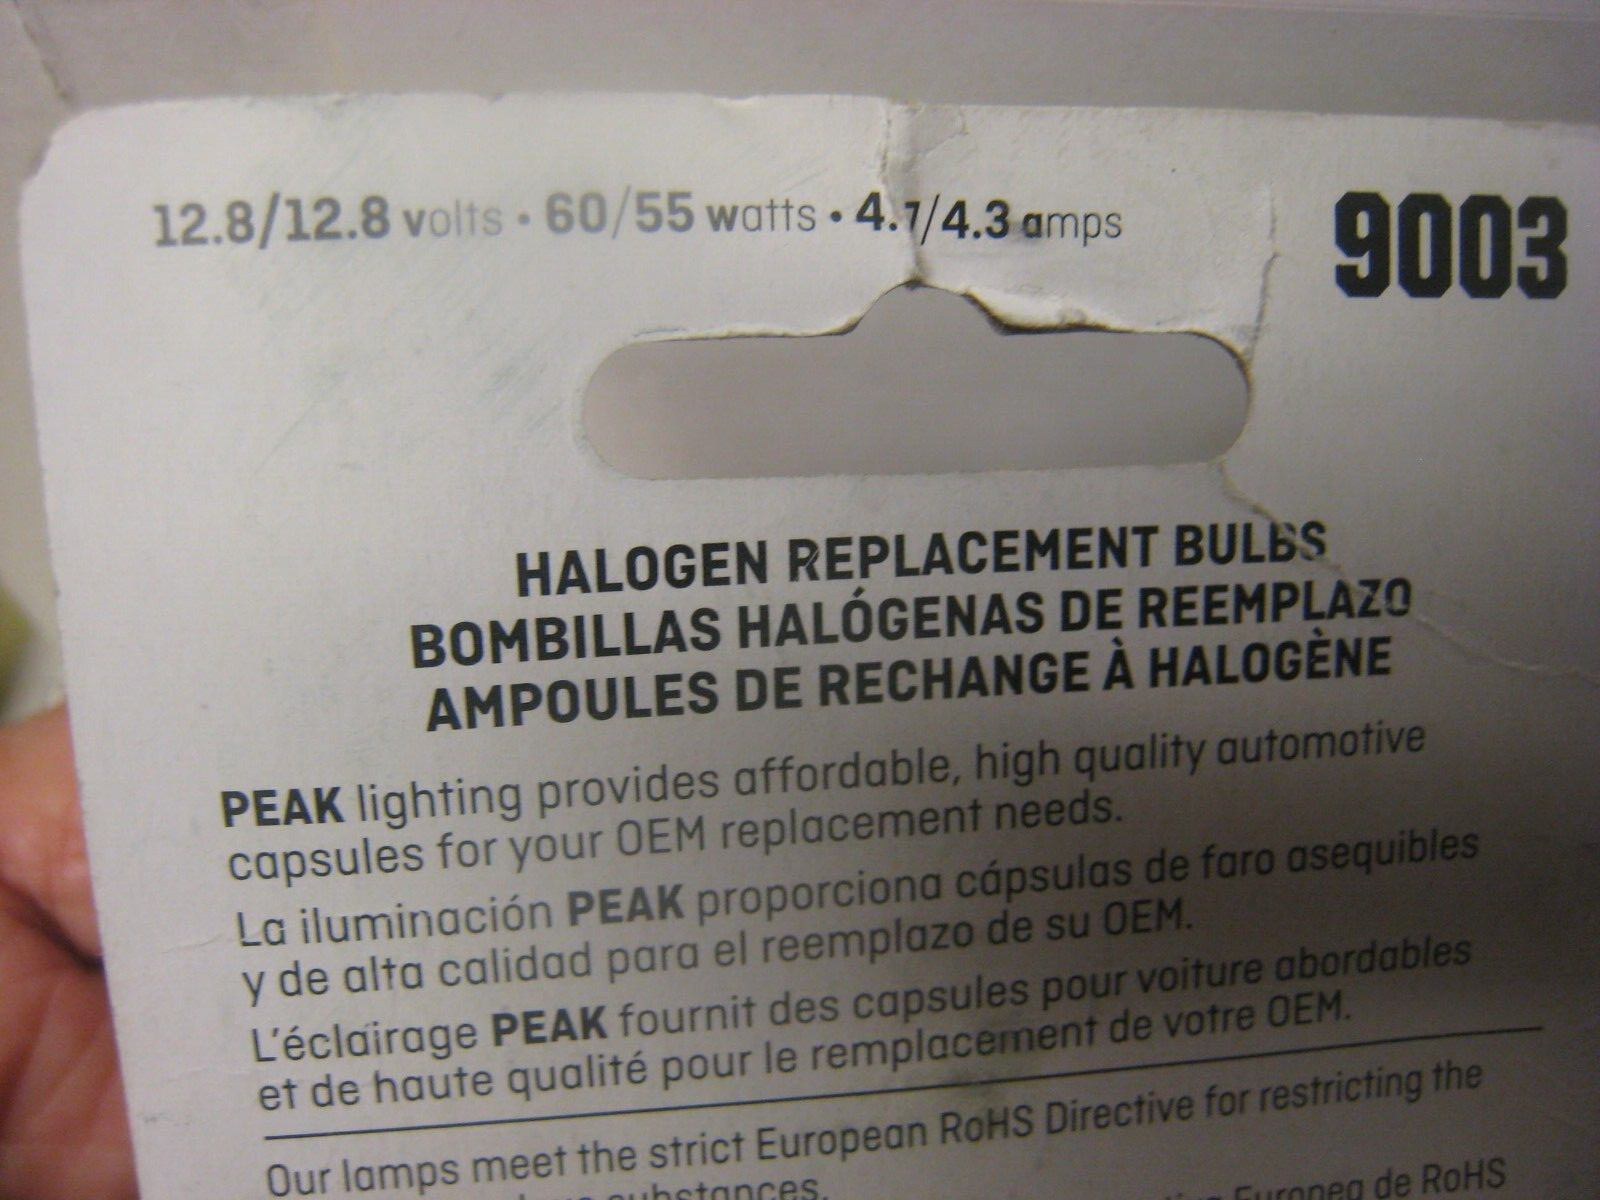 12.8/12.8 volts • 60/55 watts • 4.7/4.3 amps
9003
HALOGEN REPLACEMENT BULBS
BOMBILLAS HALÓGENAS DE REEMPLAZO
AMPOULES DE RECHANGE À HALOGÈNE
PEAK lighting provides affordable, high quality automotive
capsules for your OEM replacement needs.
La iluminación PEAK proporciona cápsulas de faro asequibles
y de alta calidad para el reemplazo de su OEM.
L'éclairage PEAK fournit des capsules pour voiture abordables
et de haute qualité pour le remplacement de votre OEM.
Our lamps meet the strict European RoHS Directive for restricting the
substances.
Europea de RoHS